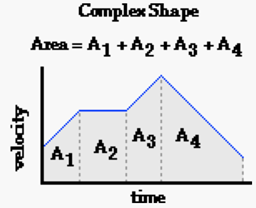 Complex Shape
Area = A1 + A2 + A3 + A4
velocity
A1
A2
A3
A4
time